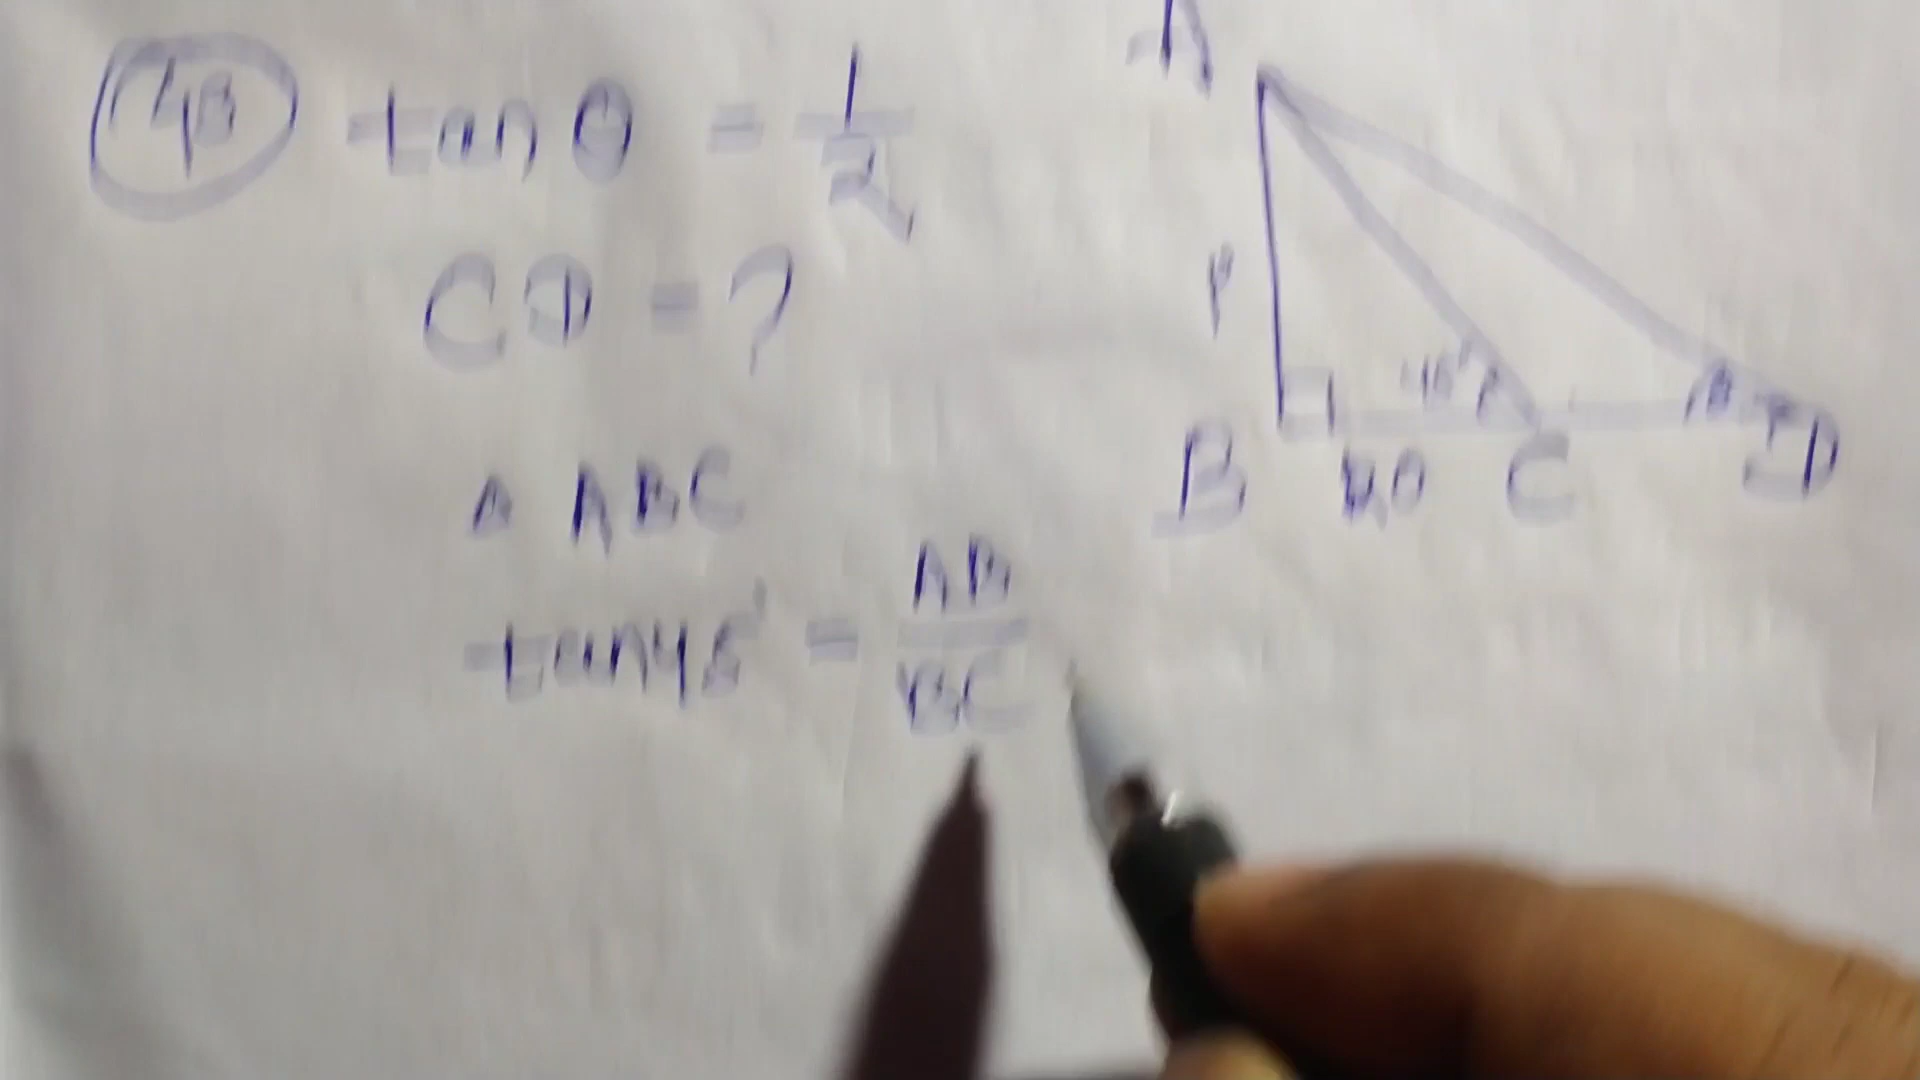 48 tan θ = 1/2
CD = ?
Δ ABC
tan45° = AB/BC
A
P
45°
θ
B
C
D